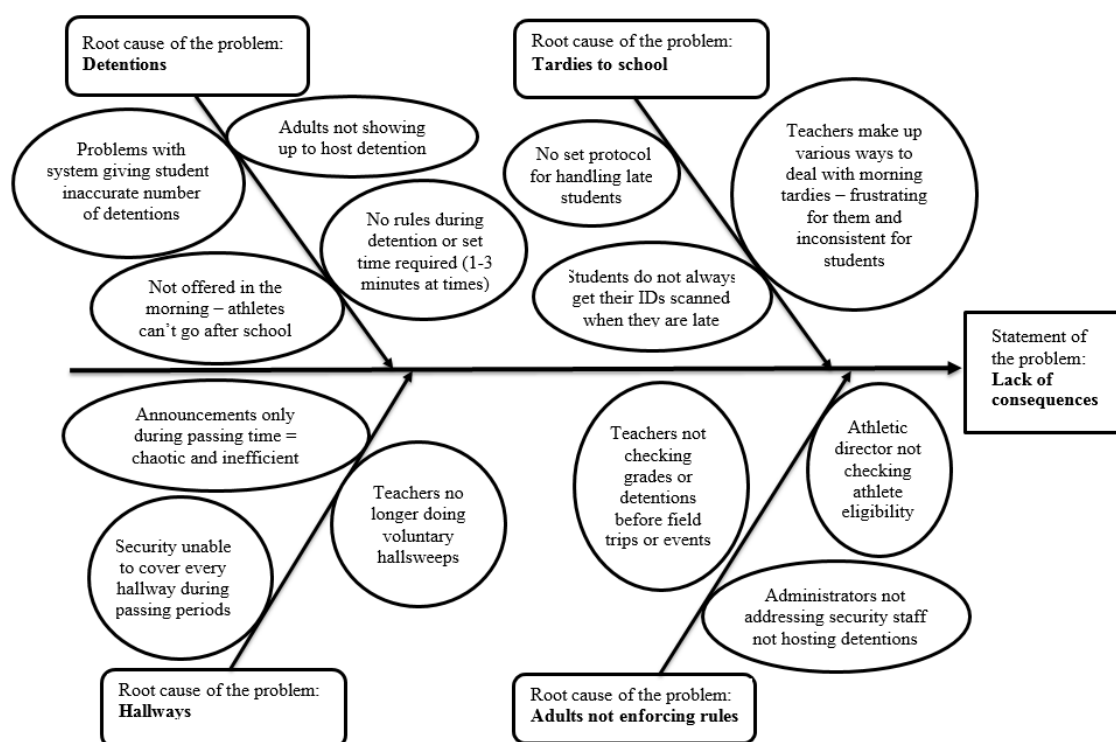 Root cause of the problem:
Detentions
Root cause of the problem:
Tardies to school
Problems with
system giving student
inaccurate number
of detentions
Adults not showing
up to host detention
No rules during
detention or set
time required (1-3
minutes at times)
Not offered in the
morning – athletes
can’t go after school
No set protocol
for handling late
students
Teachers make up
various ways to
deal with morning
tardies – frustrating
for them and
inconsistent for
students
Students do not always
get their IDs scanned
when they are late
Statement of
the problem:
Lack of
consequences
Announcements only
during passing time =
chaotic and inefficient
Teachers no
longer doing
voluntary
hallsweeps
Security unable
to cover every
hallway during
passing periods
Teachers not
checking
grades or
detentions
before field
trips or events
Athletic
director not
checking
athlete
eligibility
Administrators not
addressing security staff
not hosting detentions
Root cause of the problem:
Hallways
Root cause of the problem:
Adults not enforcing rules